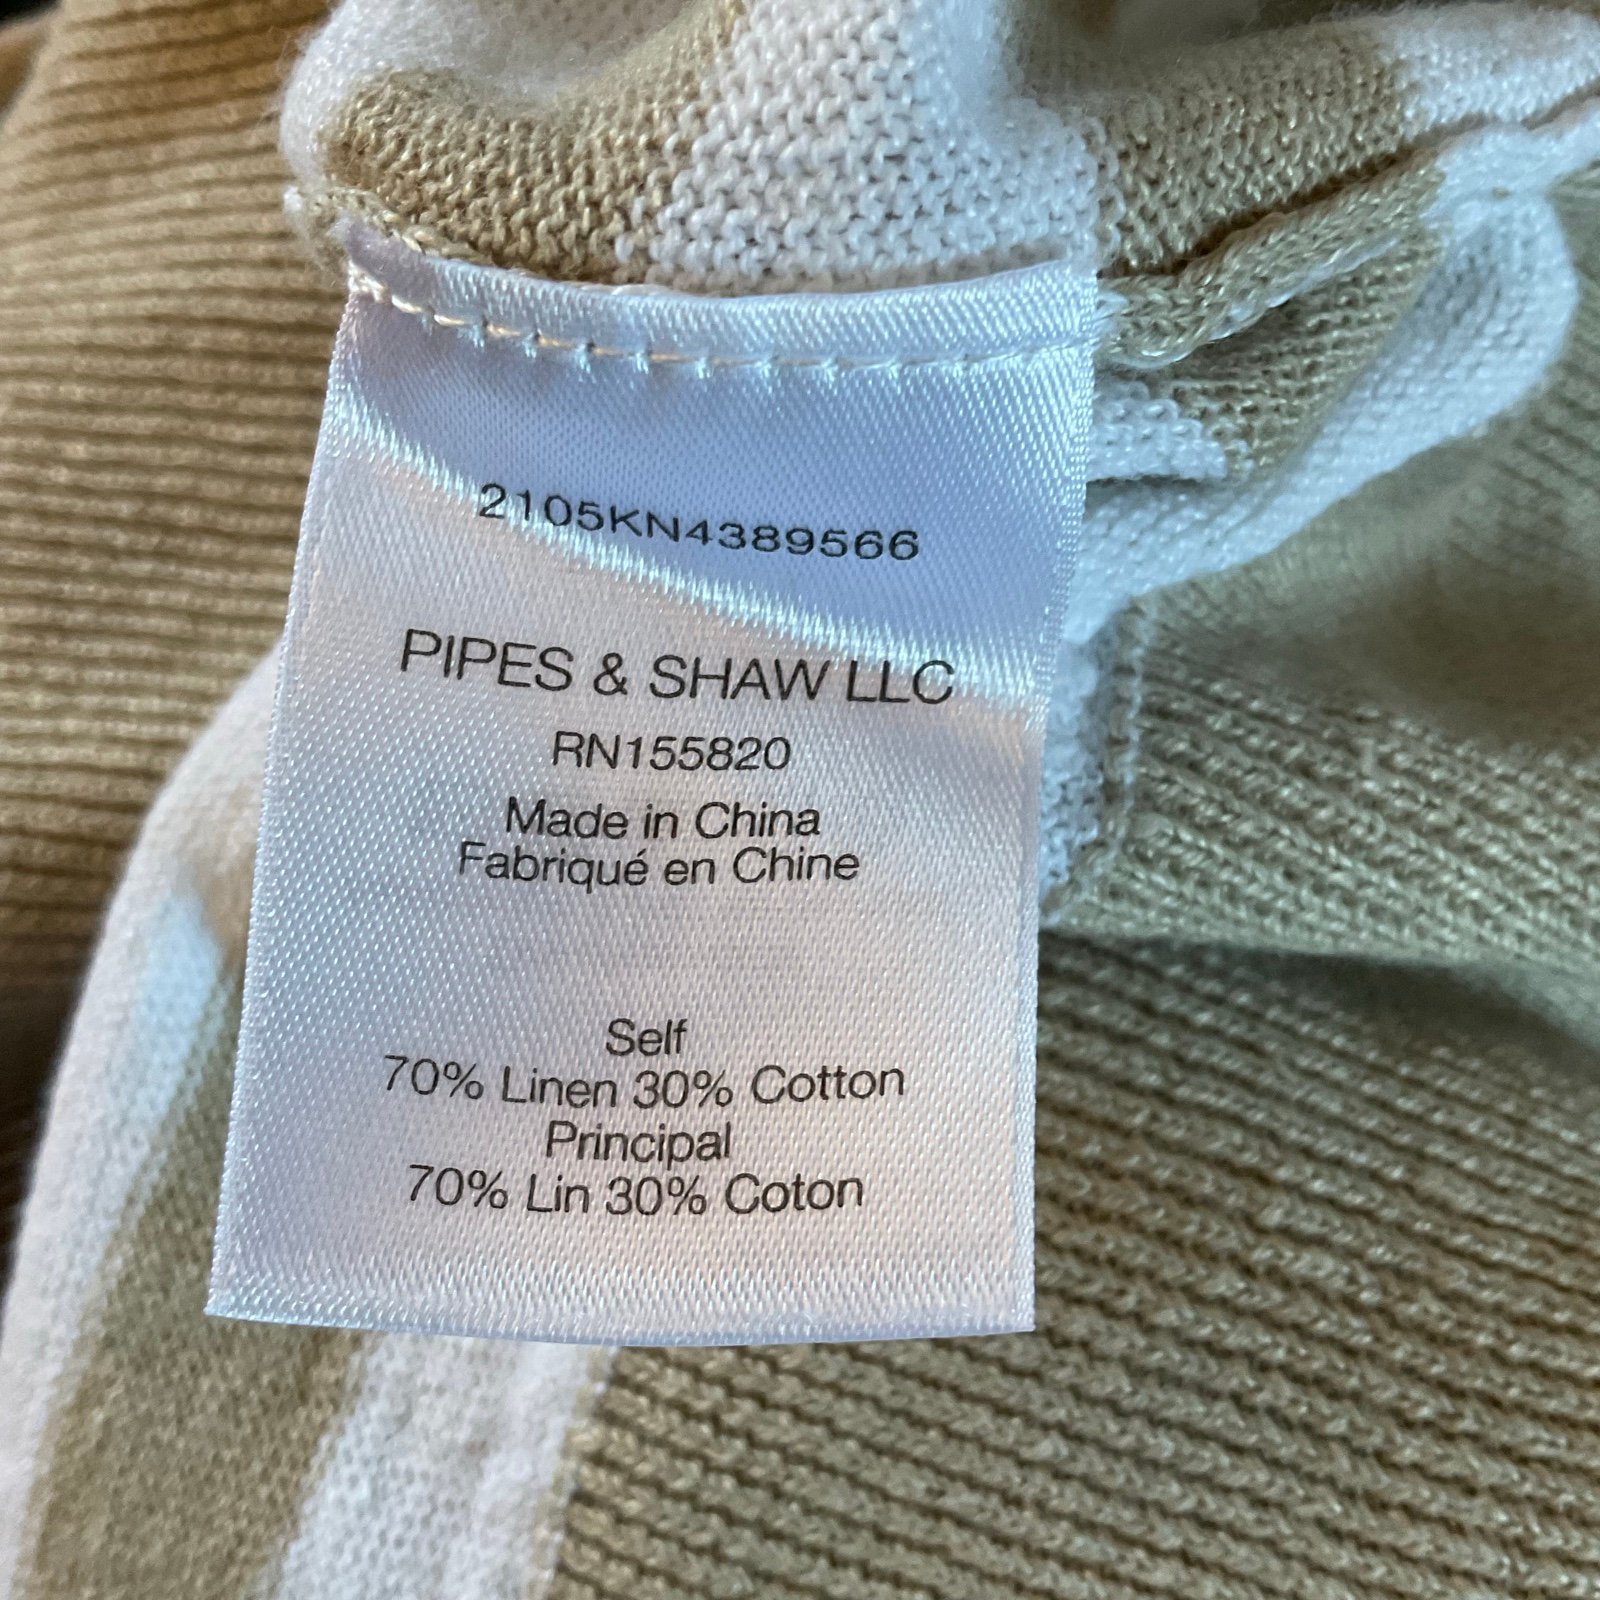 2105KN4389566
PIPES & SHAW LLC
RN155820
Made in China
Fabriqué en Chine
Self
70% Linen 30% Cotton
Principal
70% Lin 30% Coton